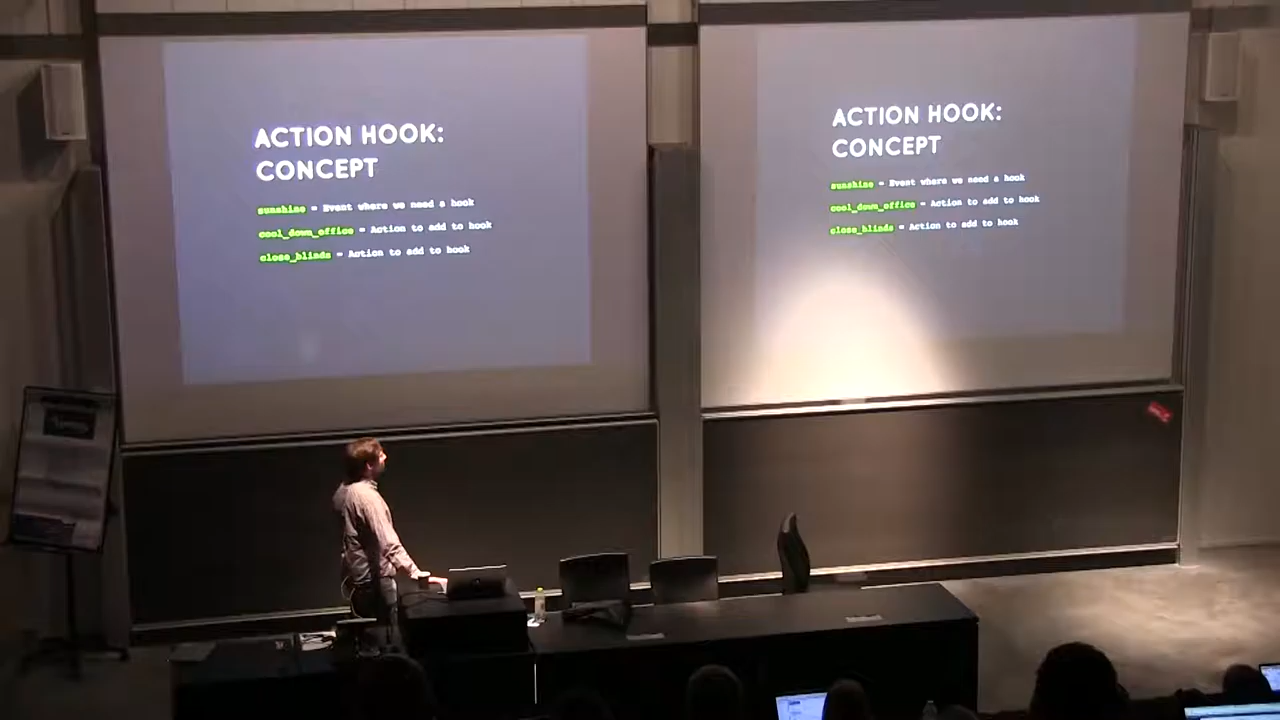 ACTION HOOK:
CONCEPT
sunshine = Event where we need a hook
cool_down_office = Action to add to hook
close_blinds = Action to add to hook
ACTION HOOK:
CONCEPT
sunshine = Event where we need a hook
cool_down_office = Action to add to hook
close_blinds = Action to add to hook